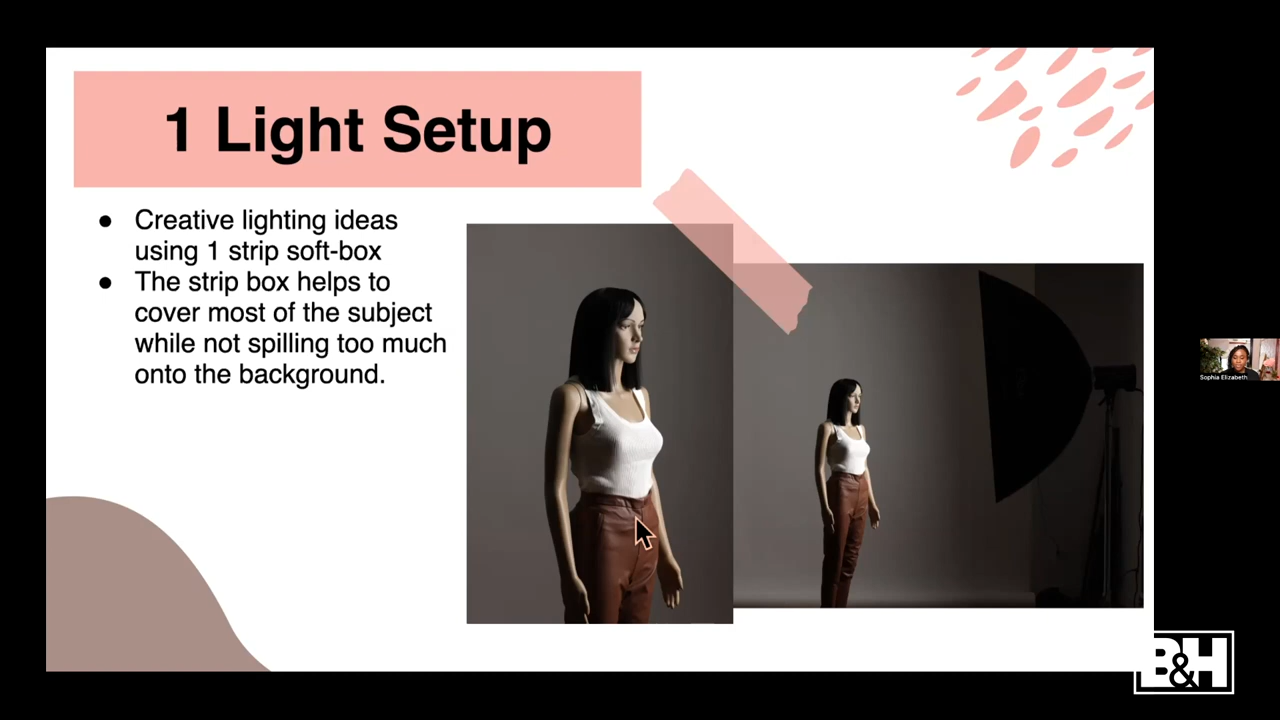 1 Light Setup
● Creative lighting ideas
using 1 strip soft-box
● The strip box helps to
cover most of the subject
while not spilling too much
onto the background.
Sophia Elizabeth
B&H